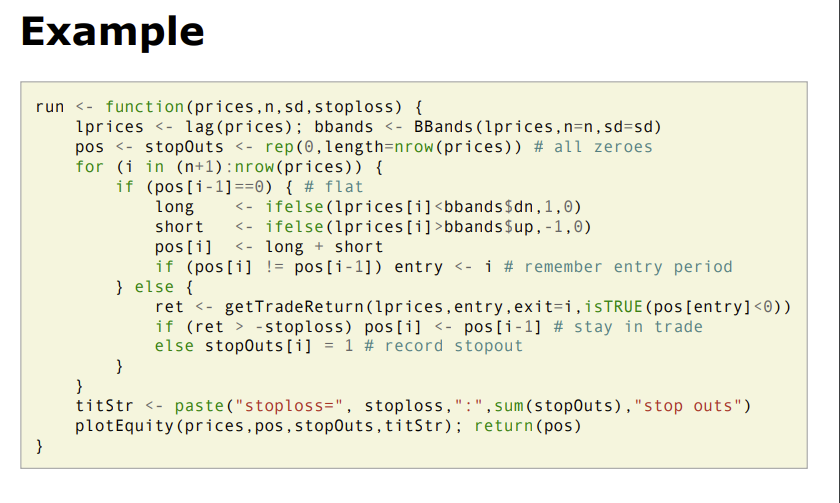 Example
run <- function(prices,n,sd,stoploss) {
    lprices <- lag(prices); bbands <- BBands(lprices,n=n,sd=sd)
    pos <- stopOuts <- rep(0,length=nrow(prices)) # all zeroes
    for (i in (n+1):nrow(prices)) {
        if (pos[i-1]==0) { # flat
            long    <- ifelse(lprices[i]<bbands$dn,1,0)
            short   <- ifelse(lprices[i]>bbands$up,-1,0)
            pos[i]  <- long + short
            if (pos[i] != pos[i-1]) entry <- i # remember entry period
        } else {
            ret <- getTradeReturn(lprices,entry,exit=i,isTRUE(pos[entry]<0))
            if (ret > -stoploss) pos[i] <- pos[i-1] # stay in trade
            else stopOuts[i] = 1 # record stopout
        }
    }
    titStr <- paste("stoploss=", stoploss,":",sum(stopOuts),"stop outs")
    plotEquity(prices,pos,stopOuts,titStr); return(pos)
}